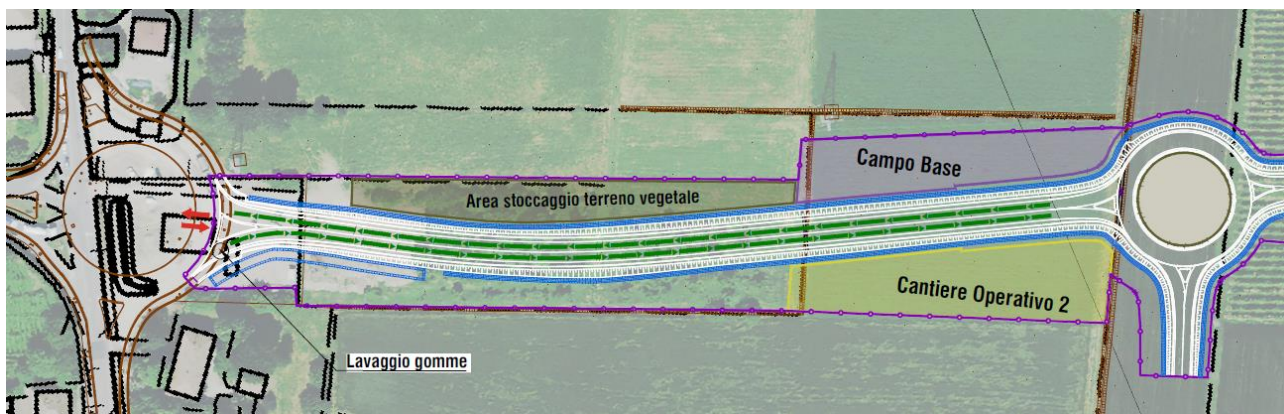 Campo Base
Area stoccaggio terreno vegetale
Cantiere Operativo 2
Lavaggio gomme